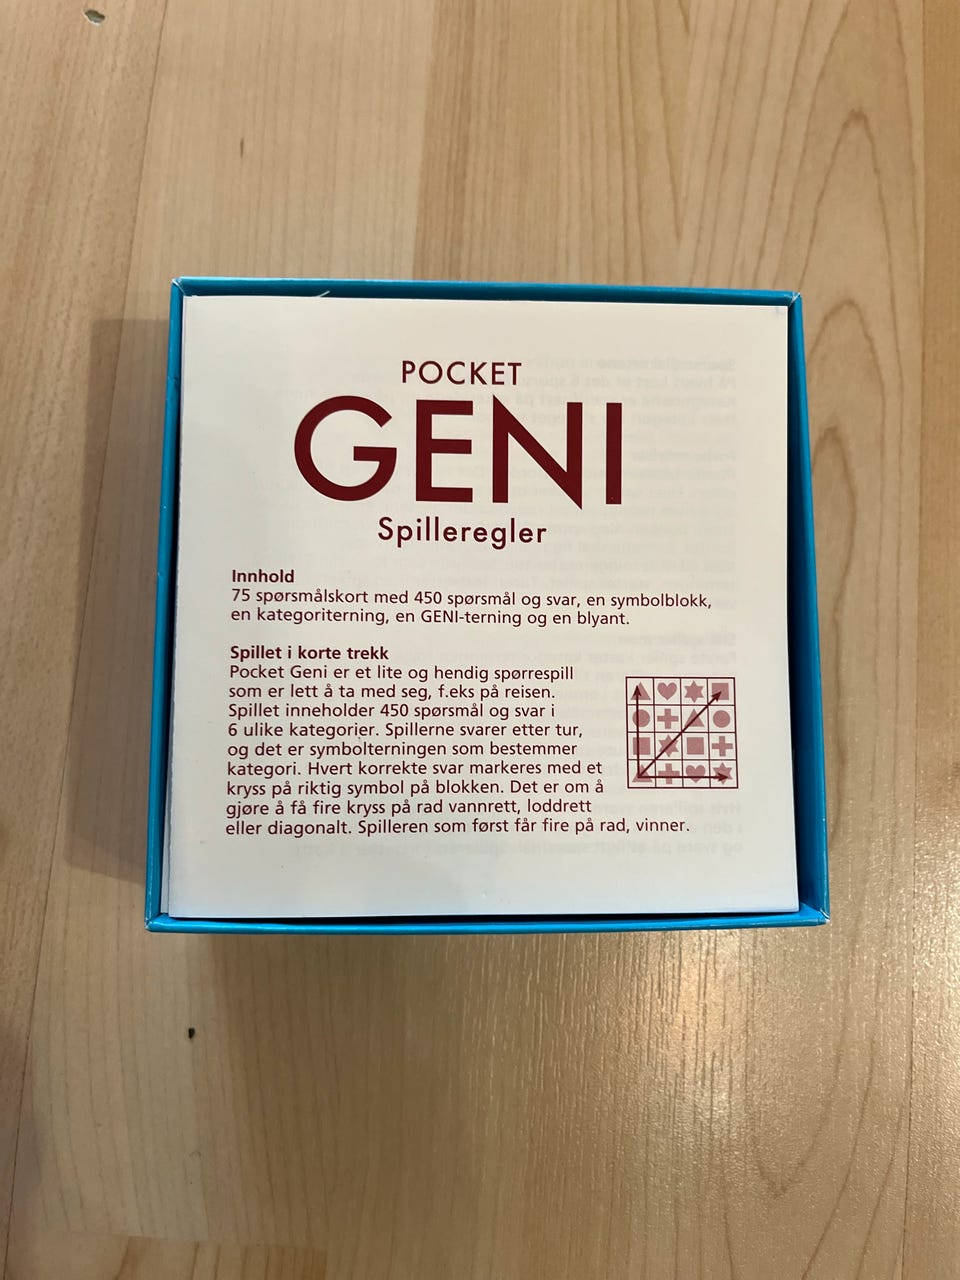 POCKET
GENI
Spilleregler
Innhold
75 spørsmålskort med 450 spørsmål og svar, en symbolblokk,
en kategoriterning, en GENI-terning og en blyant.
Spillet i korte trekk
Pocket Geni er et lite og hendig spørrespill
som er lett å ta med seg, f.eks på reisen.
Spillet inneholder 450 spørsmål og svar i
6 ulike kategorier. Spillerne svarer etter tur,
og det er symbolterningen som bestemmer
kategori. Hvert korrekte svar markeres med et
kryss på riktig symbol på blokken. Det er om å
gjøre å få fire kryss på rad vannrett, loddrett
eller diagonalt. Spilleren som først får fire på rad, vinner.